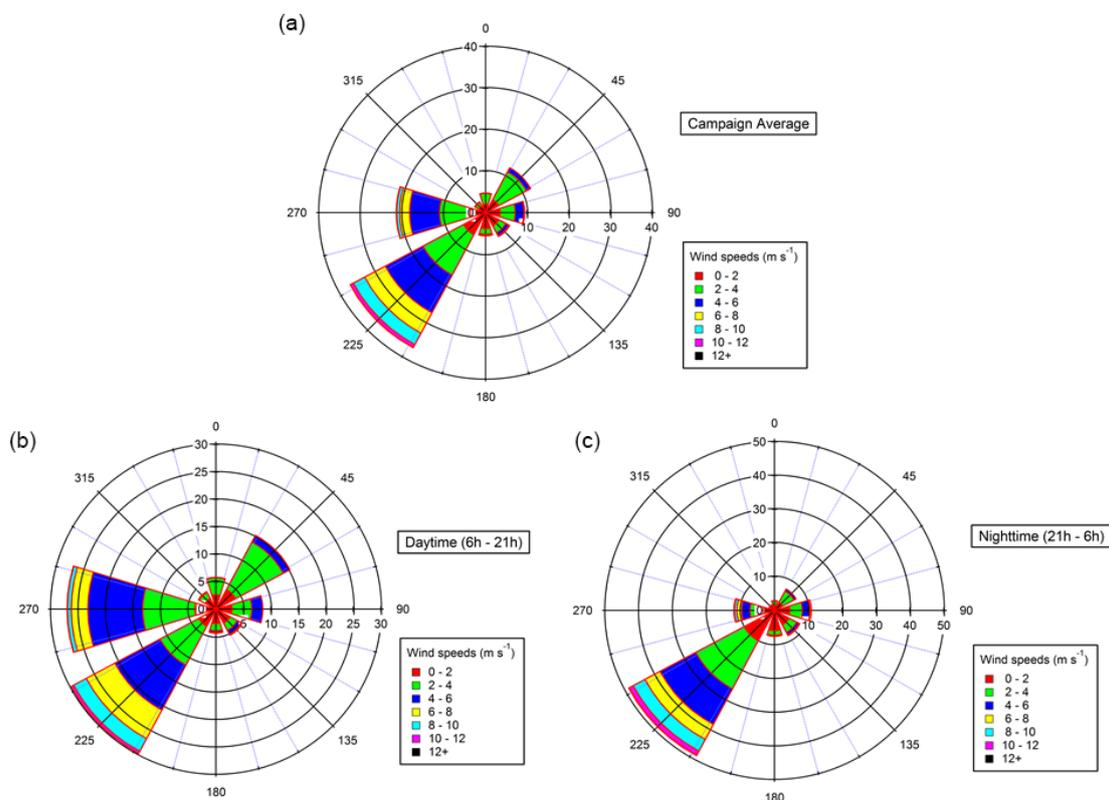 (a)
0
40
315
45
30
Campaign Average
20
10
270
0
10 20 30 40
90
Wind speeds (m s⁻¹)
0 - 2
2 - 4
4 - 6
6 - 8
8 - 10
10 - 12
12+
225
135
180
(b)
0
30
315
45
25
20
Daytime (6h - 21h)
15
10
5
270
0
5 10 15 20 25 30
90
Wind speeds (m s⁻¹)
0 - 2
2 - 4
4 - 6
6 - 8
8 - 10
10 - 12
12+
225
135
180
(c)
0
50
315
45
40
30
Nighttime (21h - 6h)
20
10
270
0
10 20 30 40 50
90
Wind speeds (m s⁻¹)
0 - 2
2 - 4
4 - 6
6 - 8
8 - 10
10 - 12
12+
225
135
180